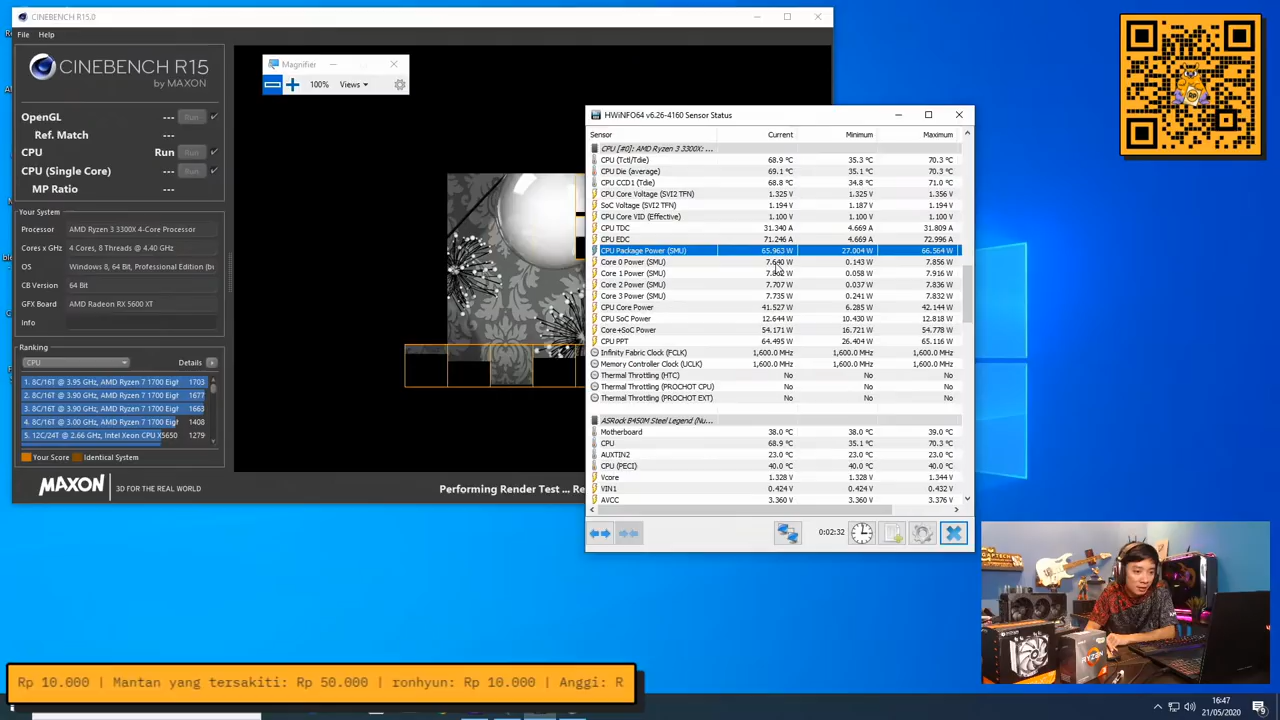 CINEBENCH R15.0
File Help
CINEBENCH R15
by MAXON
OpenGL --- Run
Ref. Match ---
CPU Run Run
CPU (Single Core) --- Run
MP Ratio ---
Your System
Processor AMD Ryzen 3 3300X 4-Core Processor
Cores x GHz 4 Cores, 8 Threads @ 4.40 GHz
OS Windows 8, 64 Bit, Professional Edition (bu
CB Version 64 Bit
GFX Board AMD Radeon RX 5600 XT
Info
Ranking
CPU Details
1. 8C/16T @ 3.95 GHz, AMD Ryzen 7 1700 Eigh 1703
2. 8C/16T @ 3.90 GHz, AMD Ryzen 7 1700 Eigh 1677
3. 8C/16T @ 3.90 GHz, AMD Ryzen 7 1700 Eigh 1663
4. 8C/16T @ 3.00 GHz, AMD Ryzen 7 1700 Eigh 1408
5. 12C/24T @ 2.66 GHz, Intel Xeon CPU X5650 1279
Your Score Identical System
MAXON 3D FOR THE REAL WORLD
Performing Render Test ... Re
Magnifier
100% Views
HWiNFO64 v6.26-4160 Sensor Status
Sensor Current Minimum Maximum
CPU [#0]: AMD Ryzen 3 3300X: ...
CPU (Tctl/Tdie) 68.9 °C 35.3 °C 70.3 °C
CPU Die (average) 69.1 °C 35.1 °C 70.3 °C
CPU CCD1 (Tdie) 68.8 °C 34.8 °C 71.0 °C
CPU Core Voltage (SVI2 TFN) 1.325 V 1.325 V 1.356 V
SoC Voltage (SVI2 TFN) 1.194 V 1.187 V 1.194 V
CPU Core VID (Effective) 1.100 V 1.100 V 1.100 V
CPU TDC 31.340 A 4.669 A 31.809 A
CPU EDC 71.246 A 4.669 A 72.996 A
CPU Package Power (SMU) 65.963 W 27.004 W 66.564 W
Core 0 Power (SMU) 7.640 W 0.143 W 7.856 W
Core 1 Power (SMU) W 0.058 W 7.916 W
Core 2 Power (SMU) 7.707 W 0.037 W 7.836 W
Core 3 Power (SMU) 7.735 W 0.241 W 7.832 W
CPU Core Power 41.527 W 6.285 W 42.144 W
CPU SoC Power 12.644 W 10.430 W 12.818 W
Core+SoC Power 54.171 W 16.721 W 54.778 W
CPU PPT 64.495 W 26.404 W 65.116 W
Infinity Fabric Clock (FCLK) 1,600.0 MHz 1,600.0 MHz 1,600.0 MHz
Memory Controller Clock (UCLK) 1,600.0 MHz 1,600.0 MHz 1,600.0 MHz
Thermal Throttling (HTC) No No No
Thermal Throttling (PROCHOT CPU) No No No
Thermal Throttling (PROCHOT EXT) No No No
ASRock B450M Steel Legend (Nu...
Motherboard 38.0 °C 38.0 °C 39.0 °C
CPU 68.9 °C 35.1 °C 70.3 °C
AUXTIN2 23.0 °C 23.0 °C 23.0 °C
CPU (PECI) 40.0 °C 40.0 °C 40.0 °C
Vcore 1.328 V 1.328 V 1.344 V
VIN1 0.424 V 0.424 V 0.432 V
AVCC 3.360 V 3.360 V 3.376 V
0:02:32
RYZEN
Rp 10.000 | Mantan yang tersakiti: Rp 50.000 | ronhyun: Rp 10.000 | Anggi: R
16:47
21/05/2020